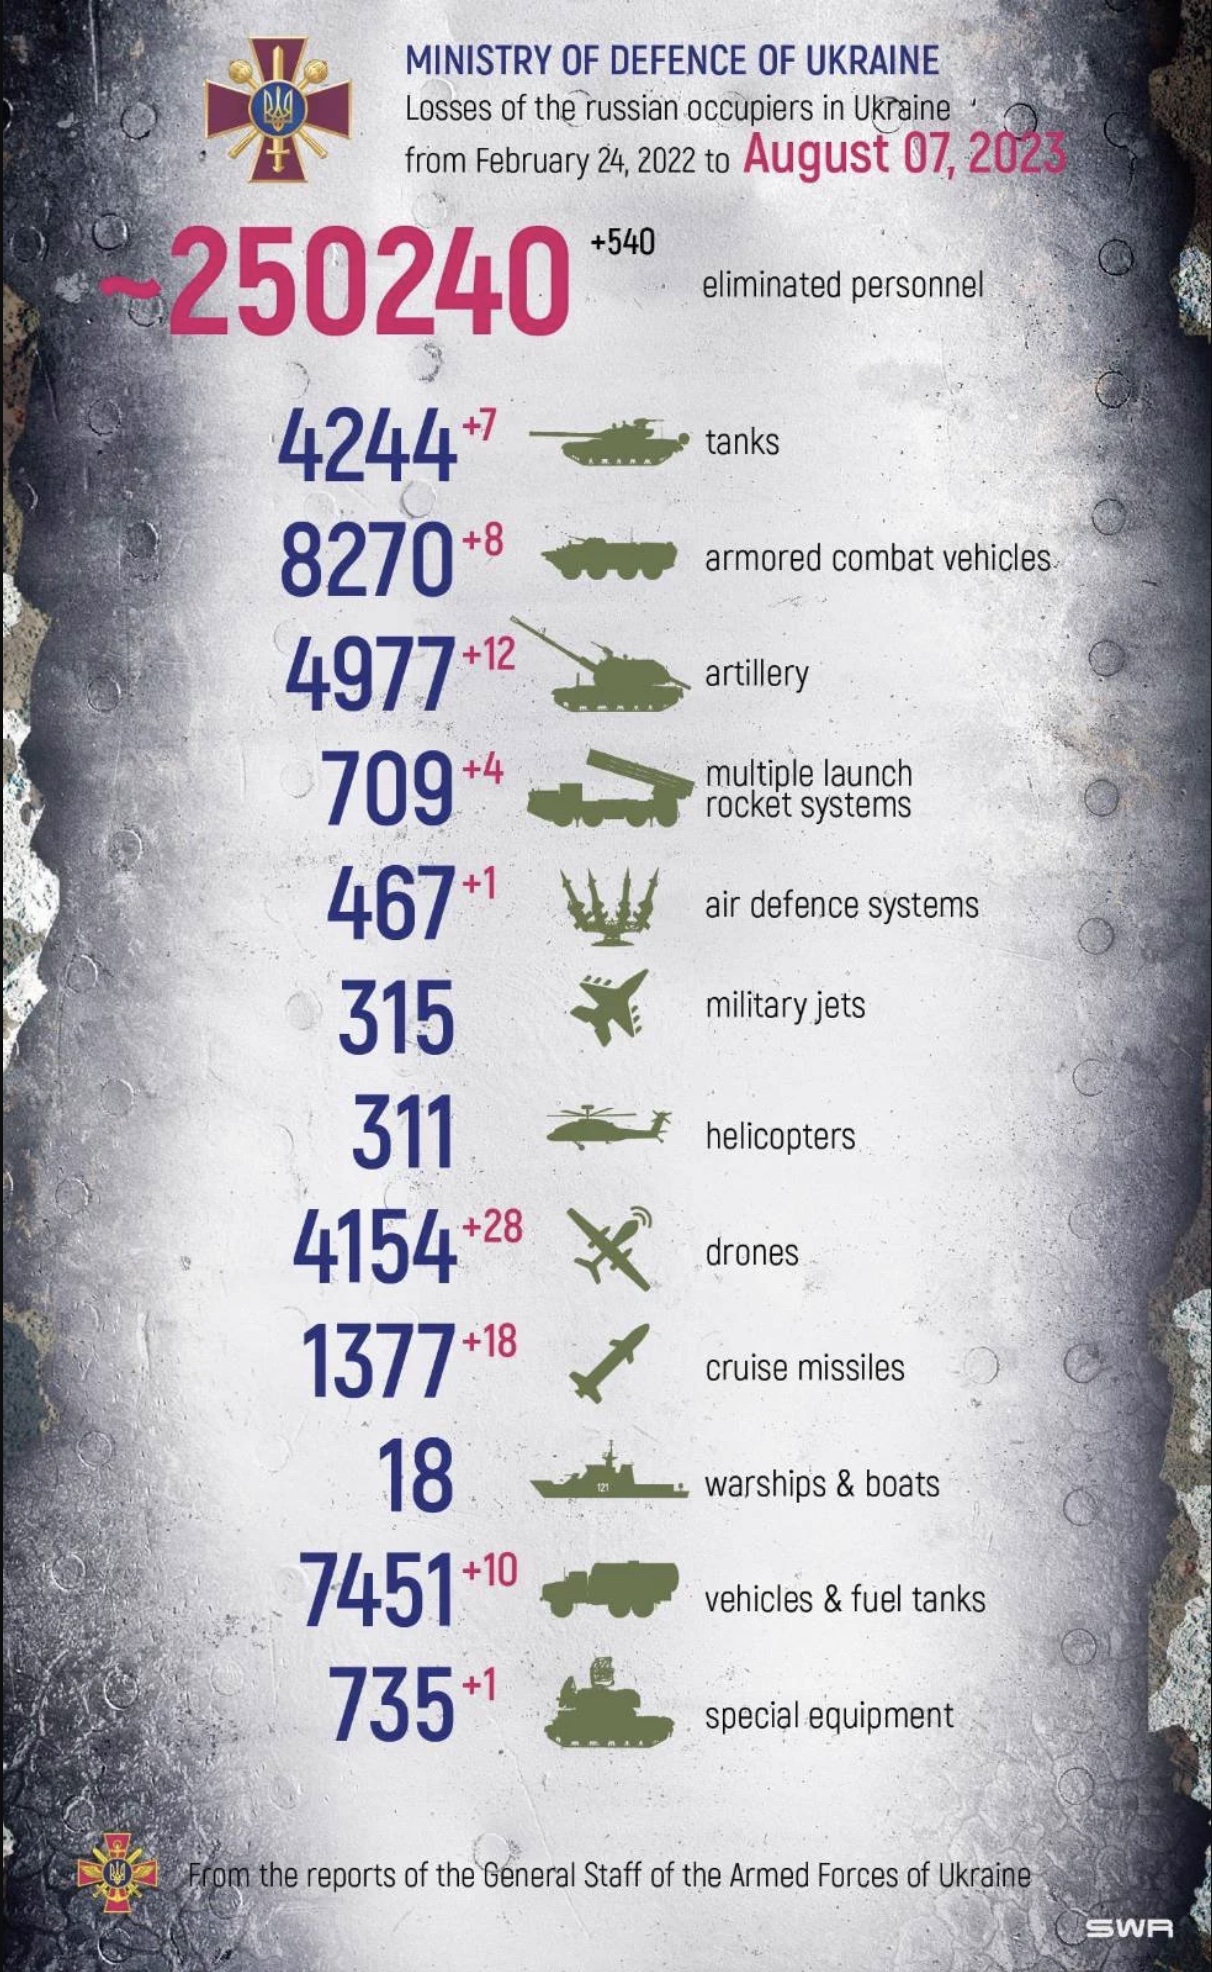 MINISTRY OF DEFENCE OF UKRAINE
Losses of the russian occupiers in Ukraine
from February 24, 2022 to August 07, 2023
~250240 +540 eliminated personnel
4244 +7 tanks
8270 +8 armored combat vehicles
4977 +12 artillery
709 +4 multiple launch
rocket systems
467 +1 air defence systems
315 military jets
311 helicopters
4154 +28 drones
1377 +18 cruise missiles
18 121 warships & boats
7451 +10 vehicles & fuel tanks
735 +1 special equipment
From the reports of the General Staff of the Armed Forces of Ukraine
SWR